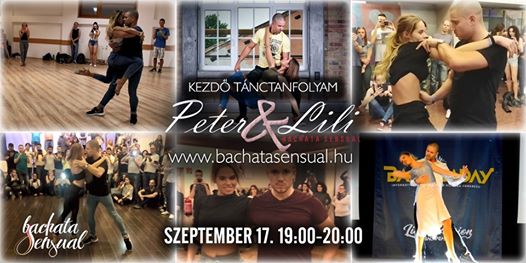 KEZDŐ TÁNCTANFOLYAM
Peter & Lili
BACHATA SENSUAL
www.bachatasensual.hu
bachata
Sensual
SZEPTEMBER 17. 19:00-20:00